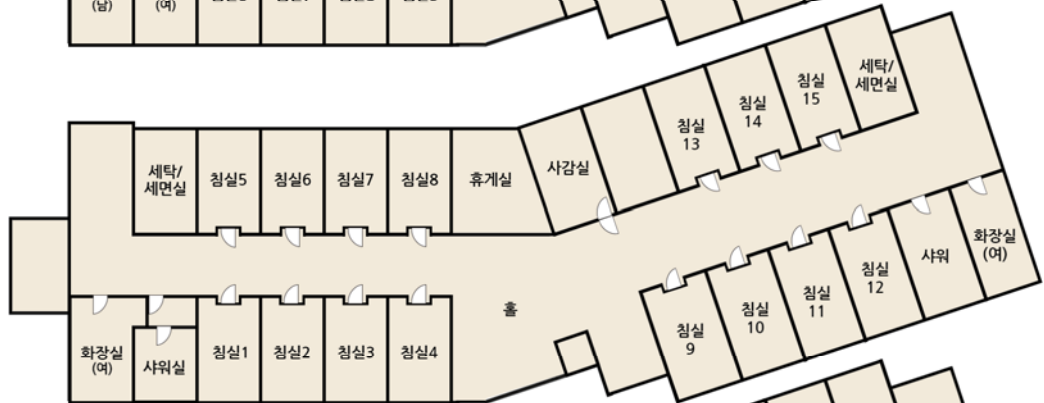 (남)
(여)
세탁/
세면실
침실5
침실6
침실7
침실8
휴게실
사감실
침실
13
침실
14
침실
15
세탁/
세면실
화장실
(여)
샤워실
침실1
침실2
침실3
침실4
홀
침실
9
침실
10
침실
11
침실
12
샤워
화장실
(여)